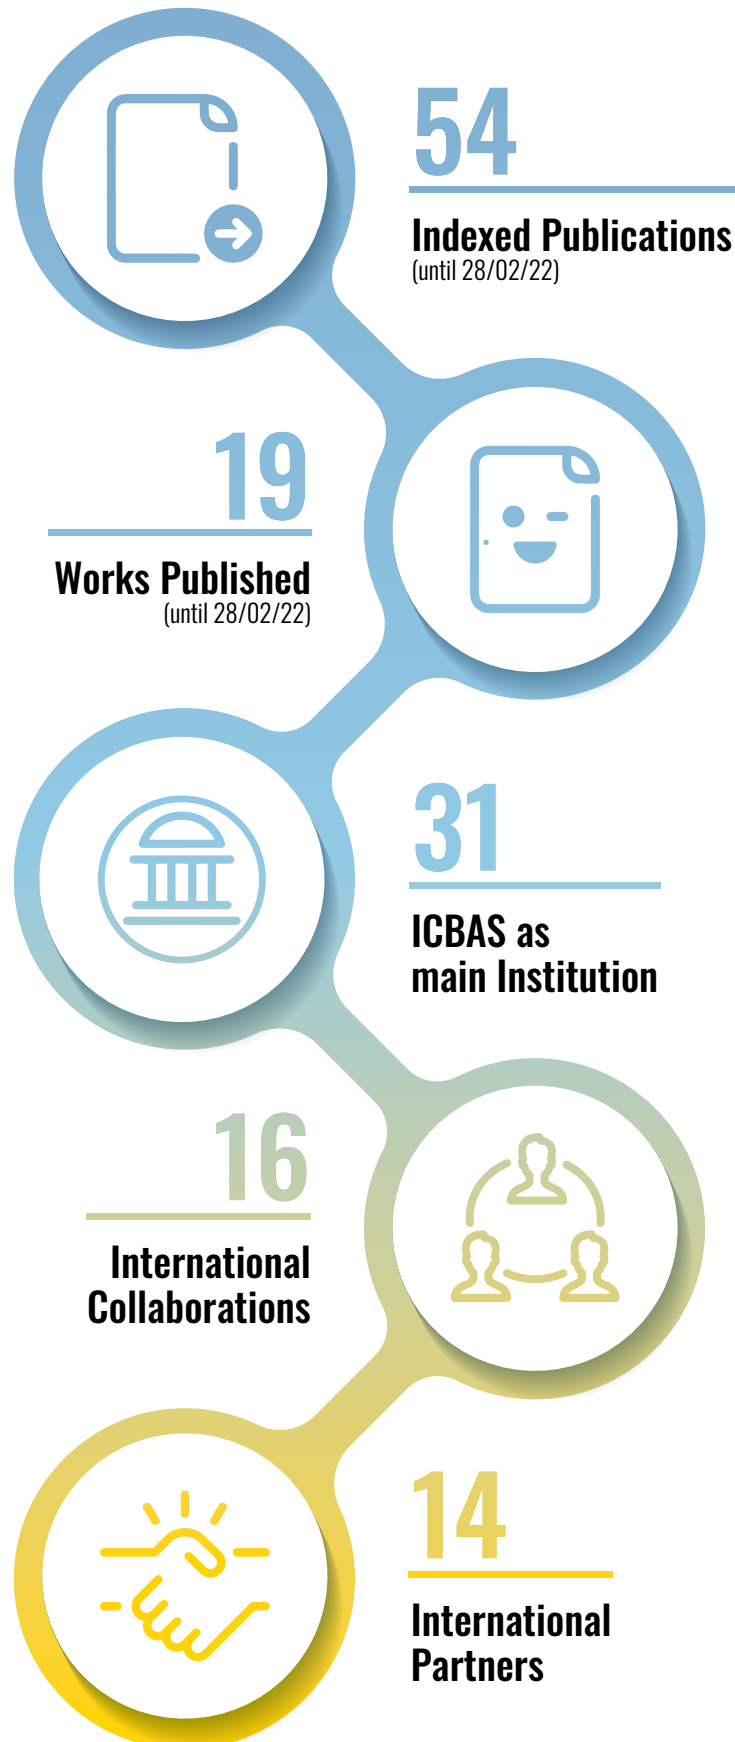 54
Indexed Publications
(until 28/02/22)
19
Works Published
(until 28/02/22)
31
ICBAS as
main Institution
16
International
Collaborations
14
International
Partners